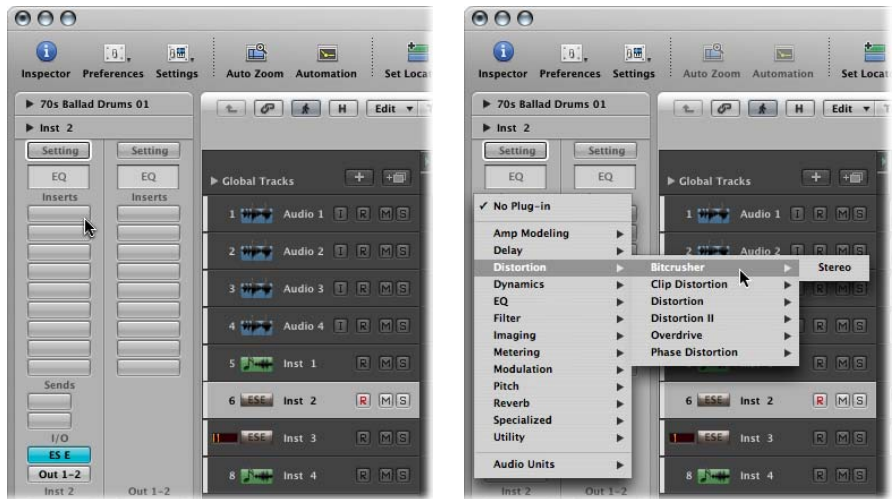 Inspector Preferences Settings Auto Zoom Automation Set Loca
70s Ballad Drums 01
Edit
Inst 2
Setting Setting
EQ EQ
Inserts Inserts
Global Tracks
1 Audio 1 I R M S
2 Audio 2 I R M S
3 Audio 3 I R M S
4 Audio 4 I R M S
5 Inst 1 R M S
6 ESE Inst 2 R M S
ESE Inst 3 R M S
8 Inst 4 R M S
Sends
I/O
ES E
Out 1-2
Inst 2 Out 1-2
Inspector Preferences Settings Auto Zoom Automation Set Loca
70s Ballad Drums 01
H Edit
Inst 2
Setting Setting
EQ EQ
Global Tracks
✓ No Plug-in
Amp Modeling
Delay
Distortion
Dynamics
EQ
Filter
Imaging
Metering
Modulation
Pitch
Reverb
Specialized
Utility
Audio Units
Bitcrusher
Clip Distortion
Distortion
Distortion II
Overdrive
Phase Distortion
Stereo
1 Audio 1 I R M S
2 Audio 2 I R M S
R M S
R M S
R M S
6 ESE Inst 2 R M S
ESE Inst 3 R M S
8 Inst 4 R M S
Inst 2 Out 1-2